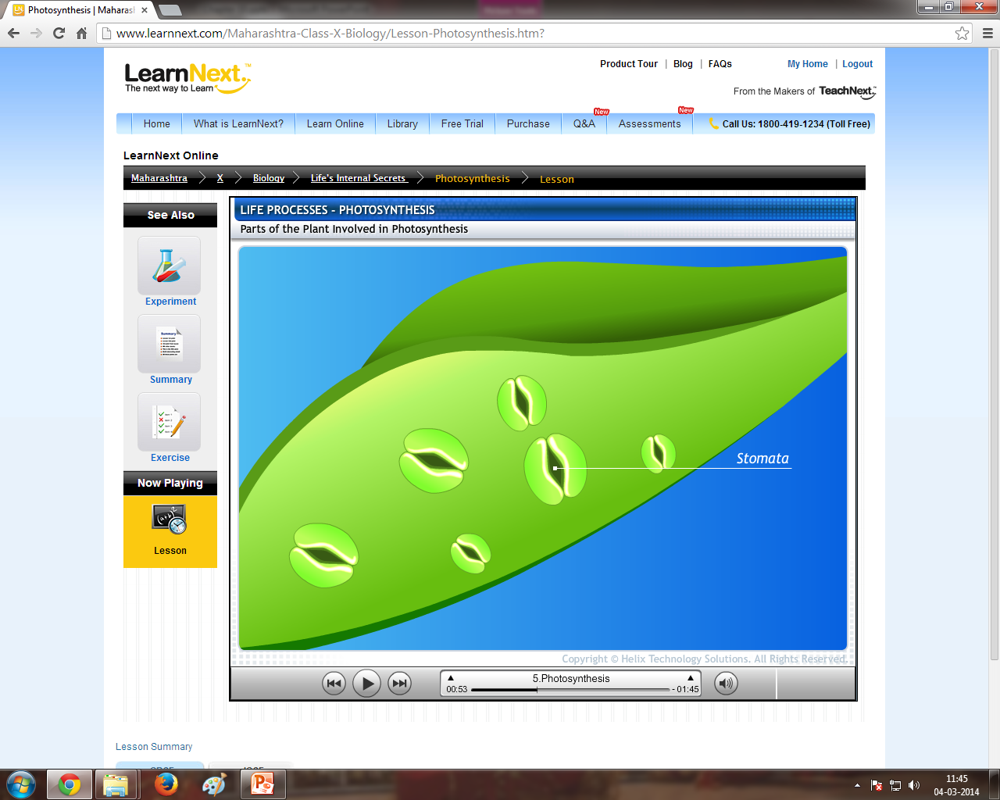 Photosynthesis | Maharash
www.learnnext.com/Maharashtra-Class-X-Biology/Lesson-Photosynthesis.htm?
LearnNext.™
The next way to Learn
Product Tour | Blog | FAQs
My Home | Logout
From the Makers of TeachNext.
Home What is LearnNext? Learn Online Library Free Trial Purchase Q&A New Assessments New Call Us: 1800-419-1234 (Toll Free)
LearnNext Online
Maharashtra X Biology Life's Internal Secrets Photosynthesis Lesson
See Also
Experiment
Summary
Summary
Exercise
Now Playing
(a+b)²
Lesson
LIFE PROCESSES - PHOTOSYNTHESIS
Parts of the Plant Involved in Photosynthesis
Stomata
Copyright © Helix Technology Solutions. All Rights Reserved.
5.Photosynthesis
00:53 - 01:45
Lesson Summary
11:45
04-03-2014